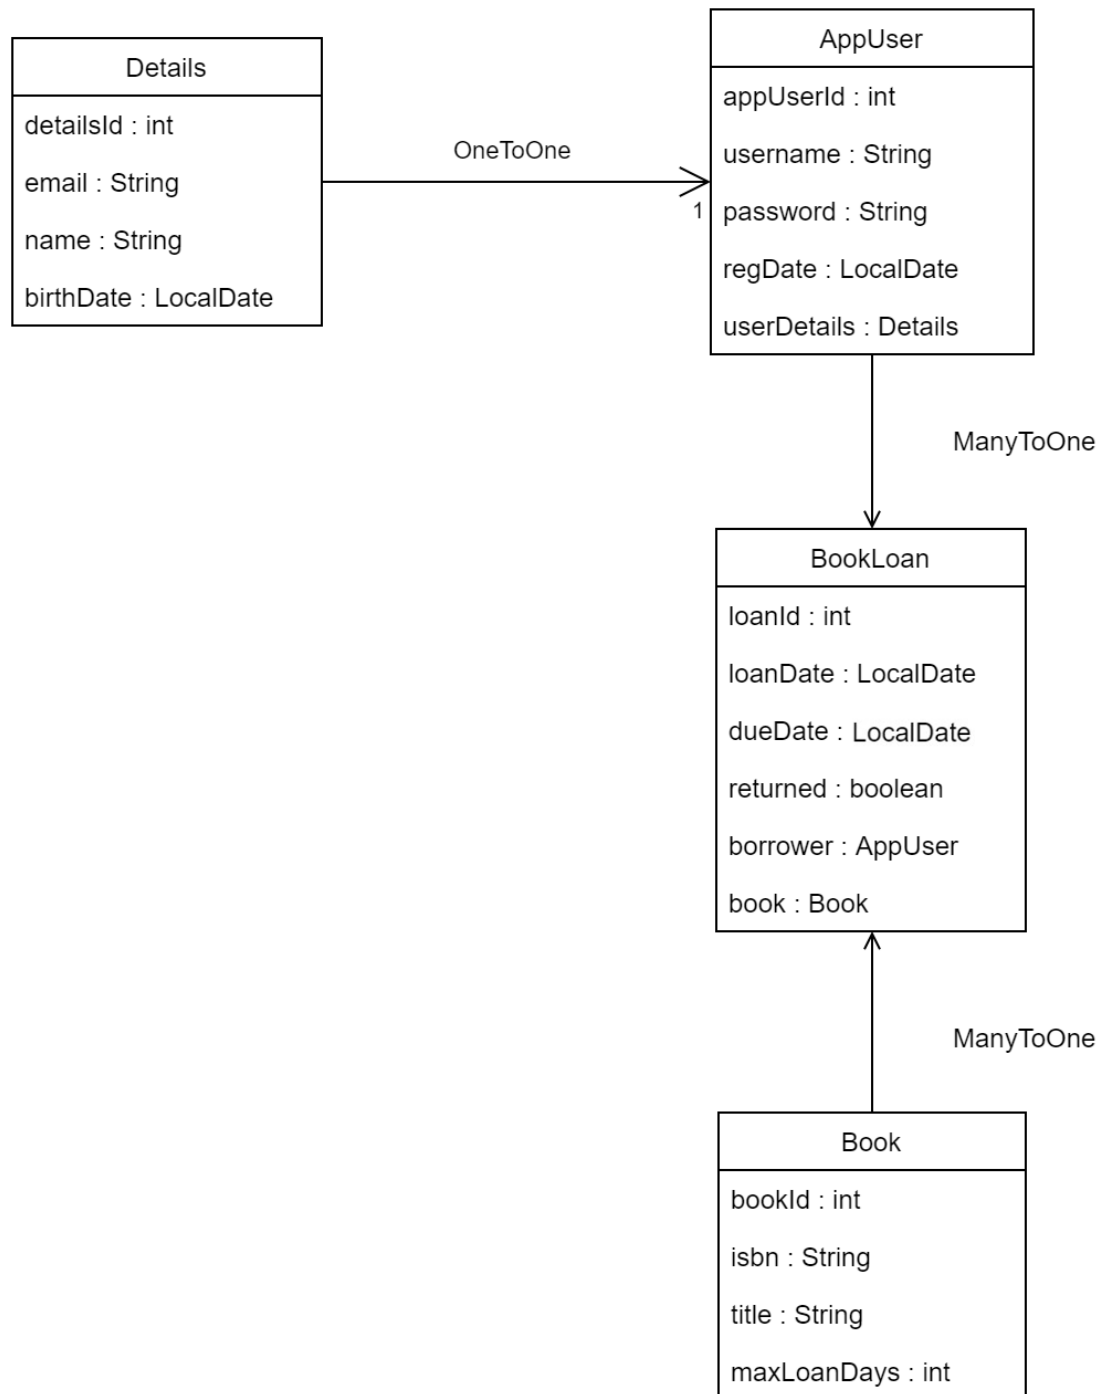 Details
detailsId : int
email : String
name : String
birthDate : LocalDate
OneToOne
1
AppUser
appUserId : int
username : String
password : String
regDate : LocalDate
userDetails : Details
ManyToOne
BookLoan
loanId : int
loanDate : LocalDate
dueDate : LocalDate
returned : boolean
borrower : AppUser
book : Book
ManyToOne
Book
bookId : int
isbn : String
title : String
maxLoanDays : int